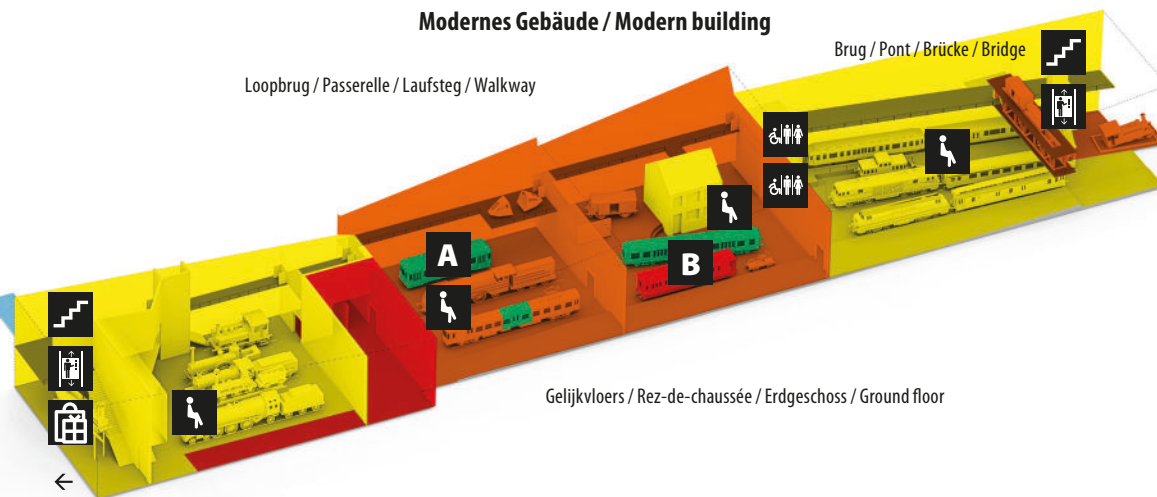 Modernes Gebäude / Modern building
Brug / Pont / Brücke / Bridge
Loopbrug / Passerelle / Laufsteg / Walkway
A
B
Gelijkvloers / Rez-de-chaussée / Erdgeschoss / Ground floor